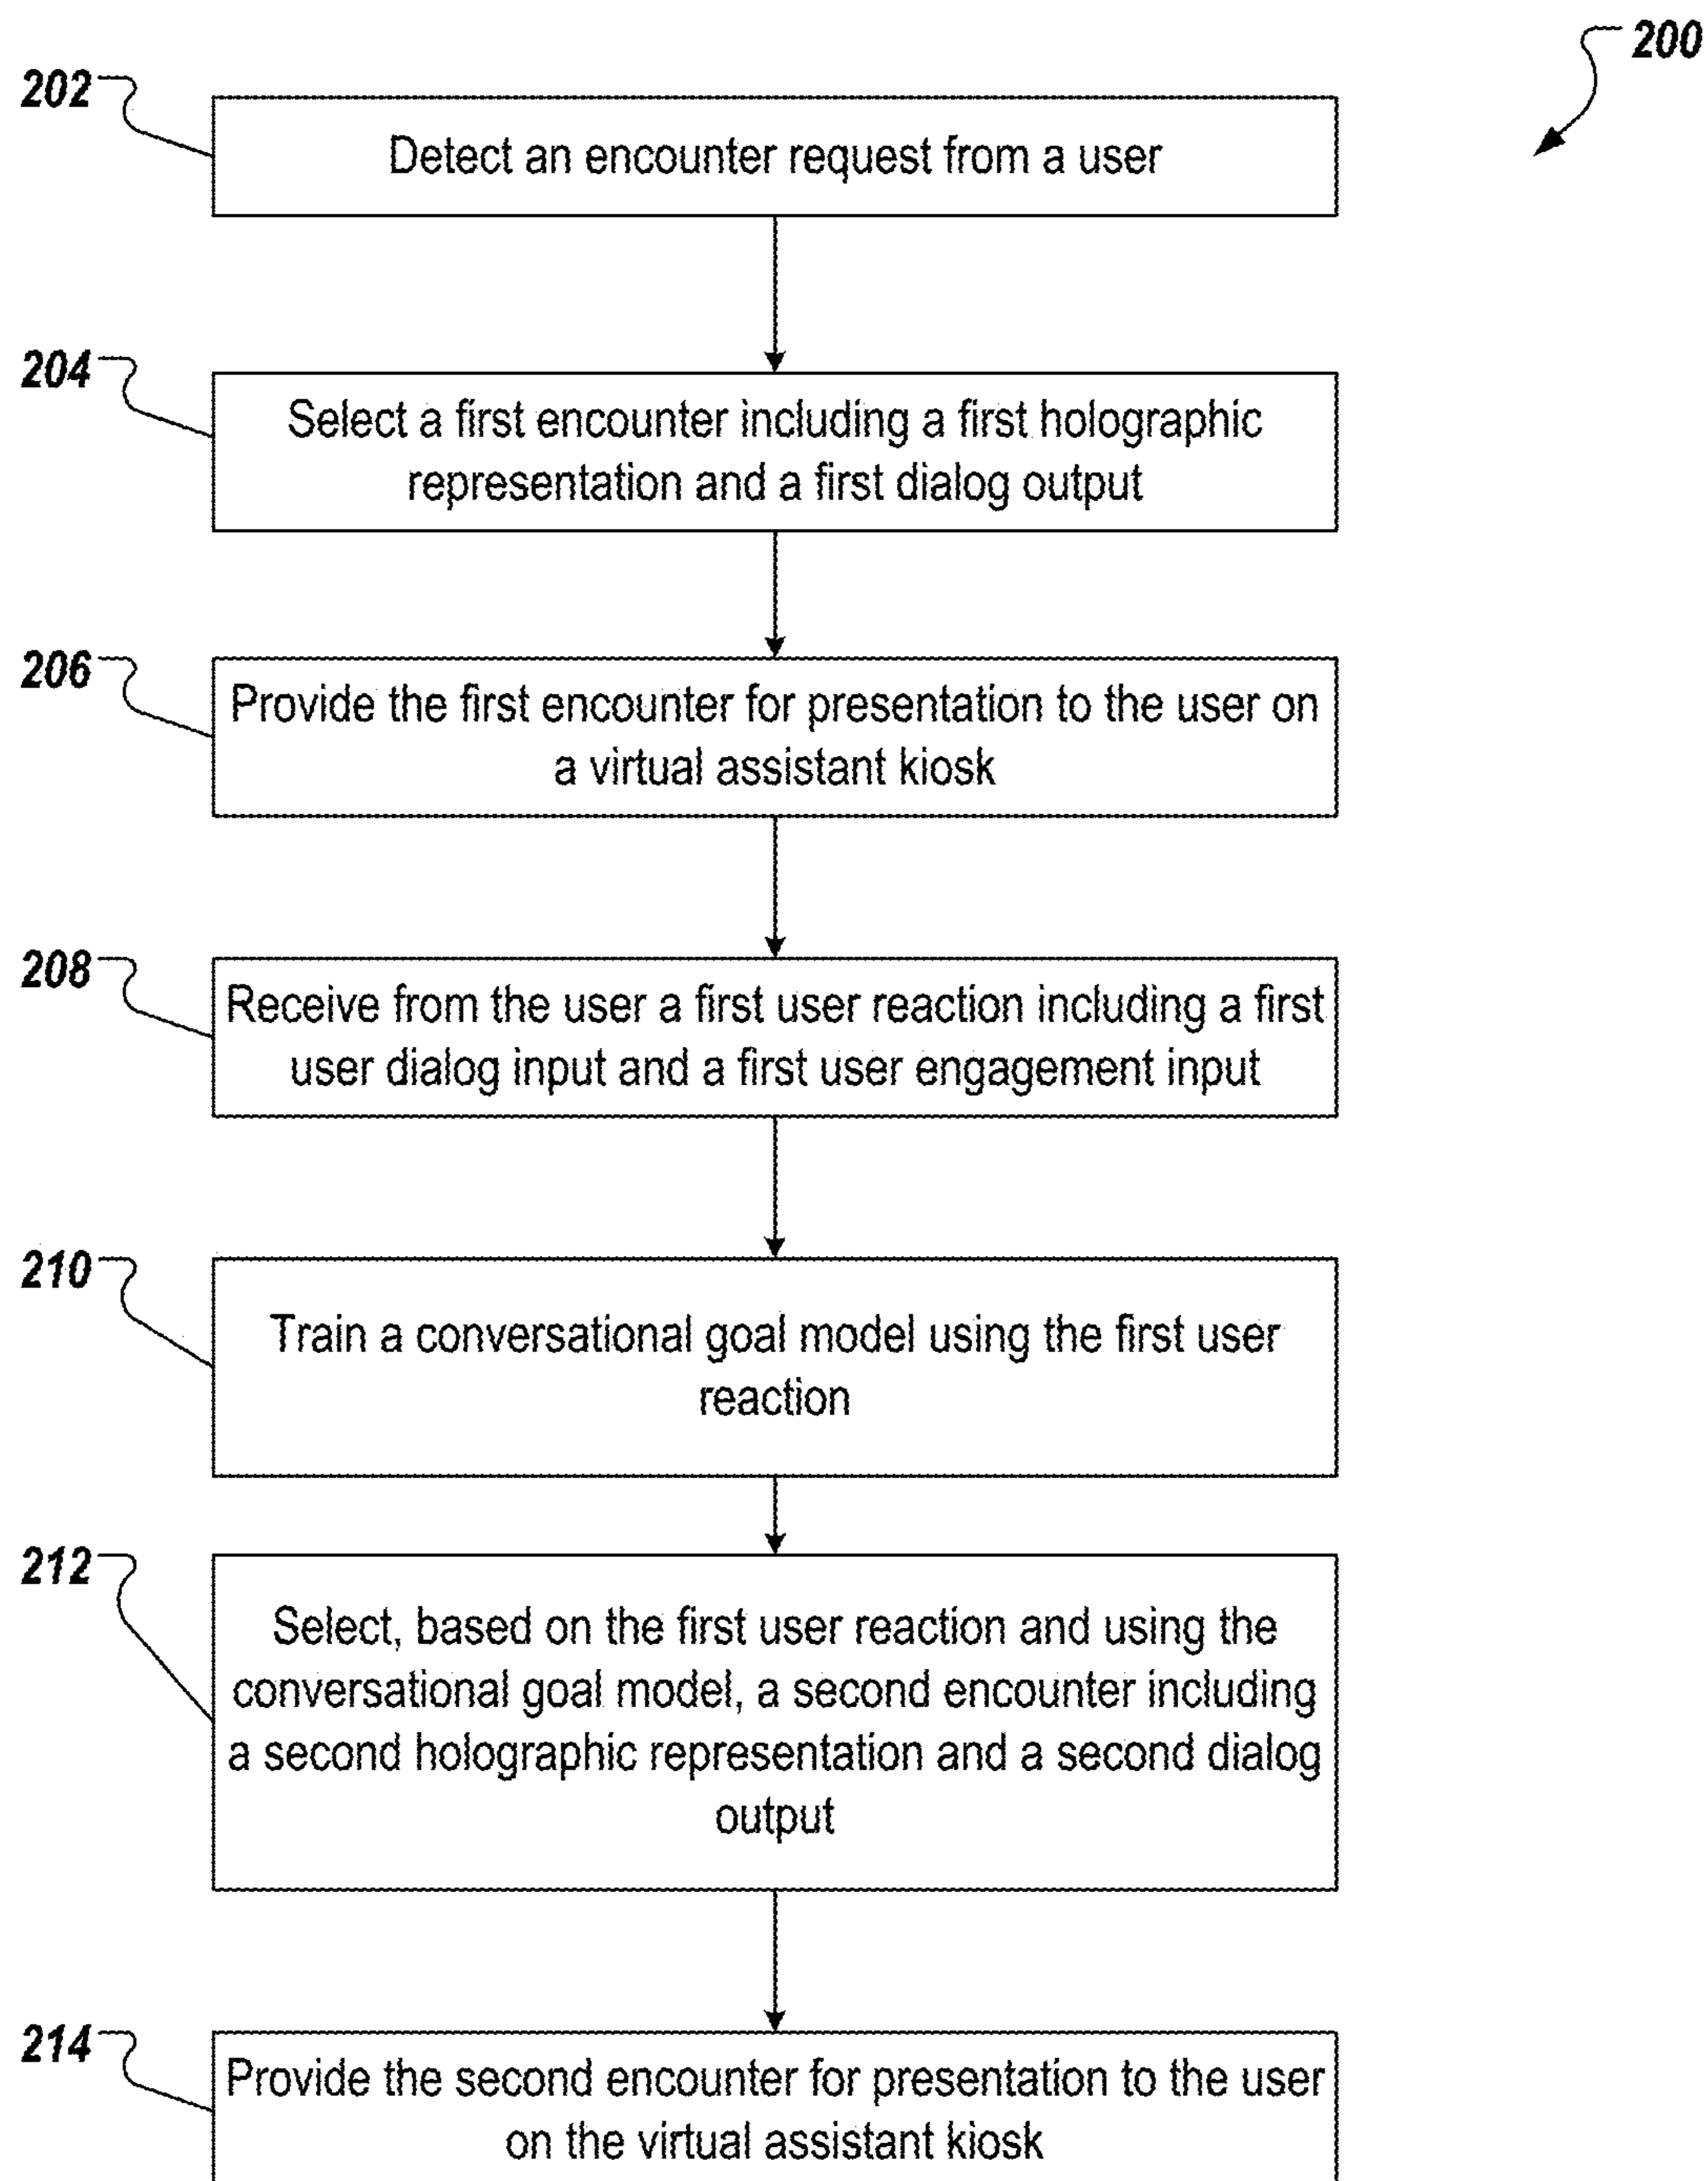 200
202
Detect an encounter request from a user
204
Select a first encounter including a first holographic
representation and a first dialog output
206
Provide the first encounter for presentation to the user on
a virtual assistant kiosk
208
Receive from the user a first user reaction including a first
user dialog input and a first user engagement input
210
Train a conversational goal model using the first user
reaction
212
Select, based on the first user reaction and using the
conversational goal model, a second encounter including
a second holographic representation and a second dialog
output
214
Provide the second encounter for presentation to the user
on the virtual assistant kiosk